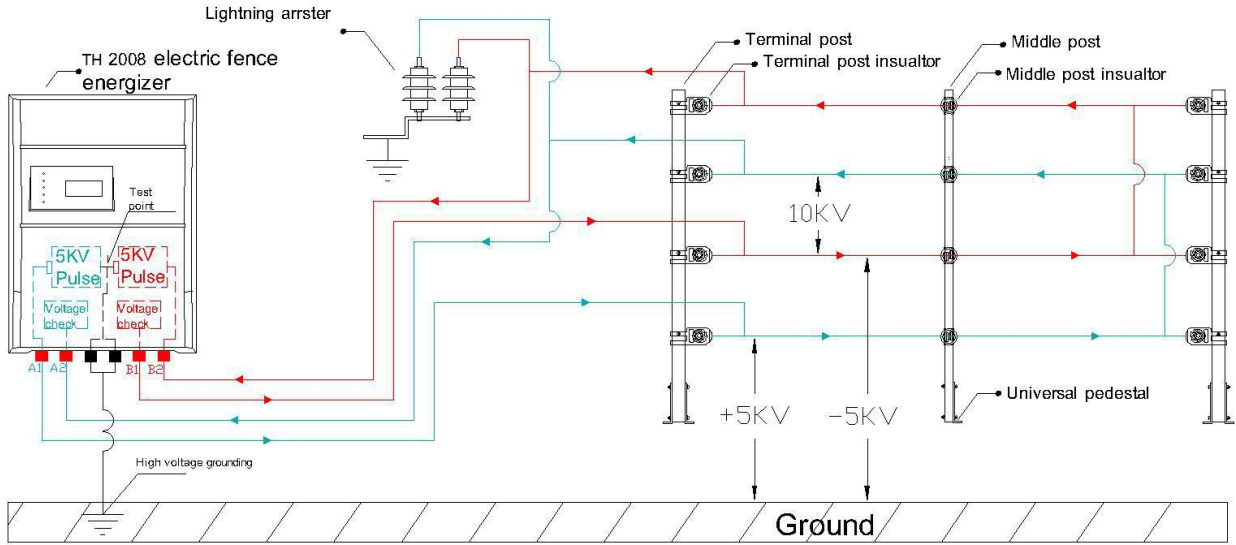 Lightning arrster
TH 2008 electric fence
energizer
Terminal post
Terminal post insualtor
Middle post
Middle post insualtor
Test
point
10KV
5KV
Pulse
5KV
Pulse
Voltage
check
Voltage
check
A1 A2 B1 B2
+5KV
-5KV
Universal pedestal
High voltage grounding
Ground